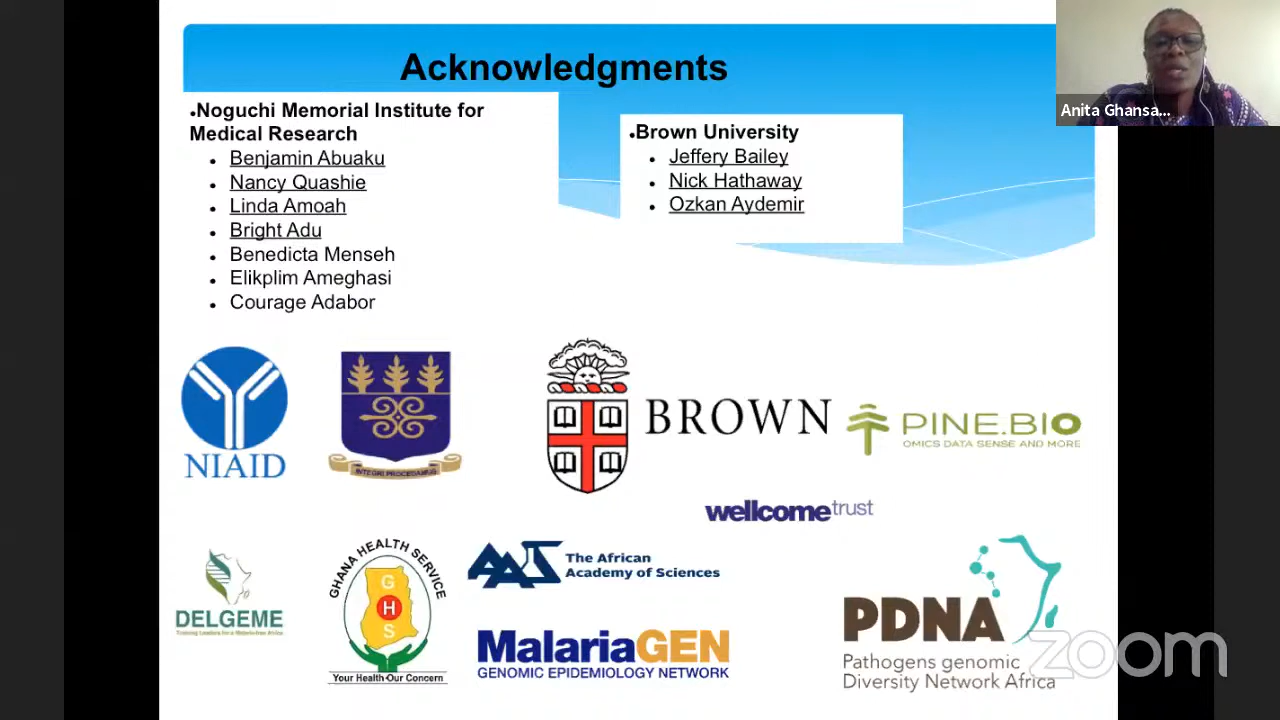 Acknowledgments
•Noguchi Memorial Institute for
Medical Research
• Benjamin Abuaku
• Nancy Quashie
• Linda Amoah
• Bright Adu
• Benedicta Menseh
• Elikplim Ameghasi
• Courage Adabor
•Brown University
• Jeffery Bailey
• Nick Hathaway
• Ozkan Aydemir
Anita Ghansa...
NIAID
INTEGRI PROCEDAMUS
BROWN
PINE.BIO
OMICS DATA SENSE AND MORE
wellcometrust
DELGEME
Training Leaders for a Malaria-free Africa
GHANA HEALTH SERVICE
G
H
S
Your Health Our Concern
AAS
The African
Academy of Sciences
MalariaGEN
GENOMIC EPIDEMIOLOGY NETWORK
PDNA
Pathogens genomic
Diversity Network Africa
zoom